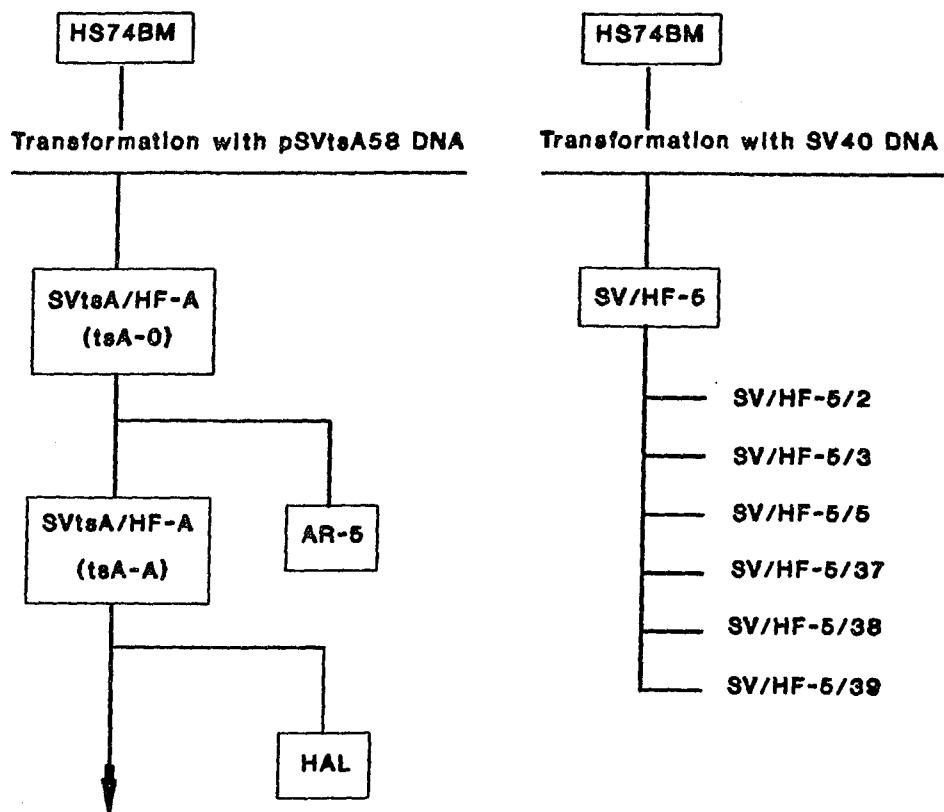 HS74BM
Transformation with pSVtsA58 DNA
SVtsA/HF-A
(tsA-0)
AR-5
SVtsA/HF-A
(tsA-A)
HAL
HS74BM
Transformation with SV40 DNA
SV/HF-5
SV/HF-5/2
SV/HF-5/3
SV/HF-5/5
SV/HF-5/37
SV/HF-5/38
SV/HF-5/39